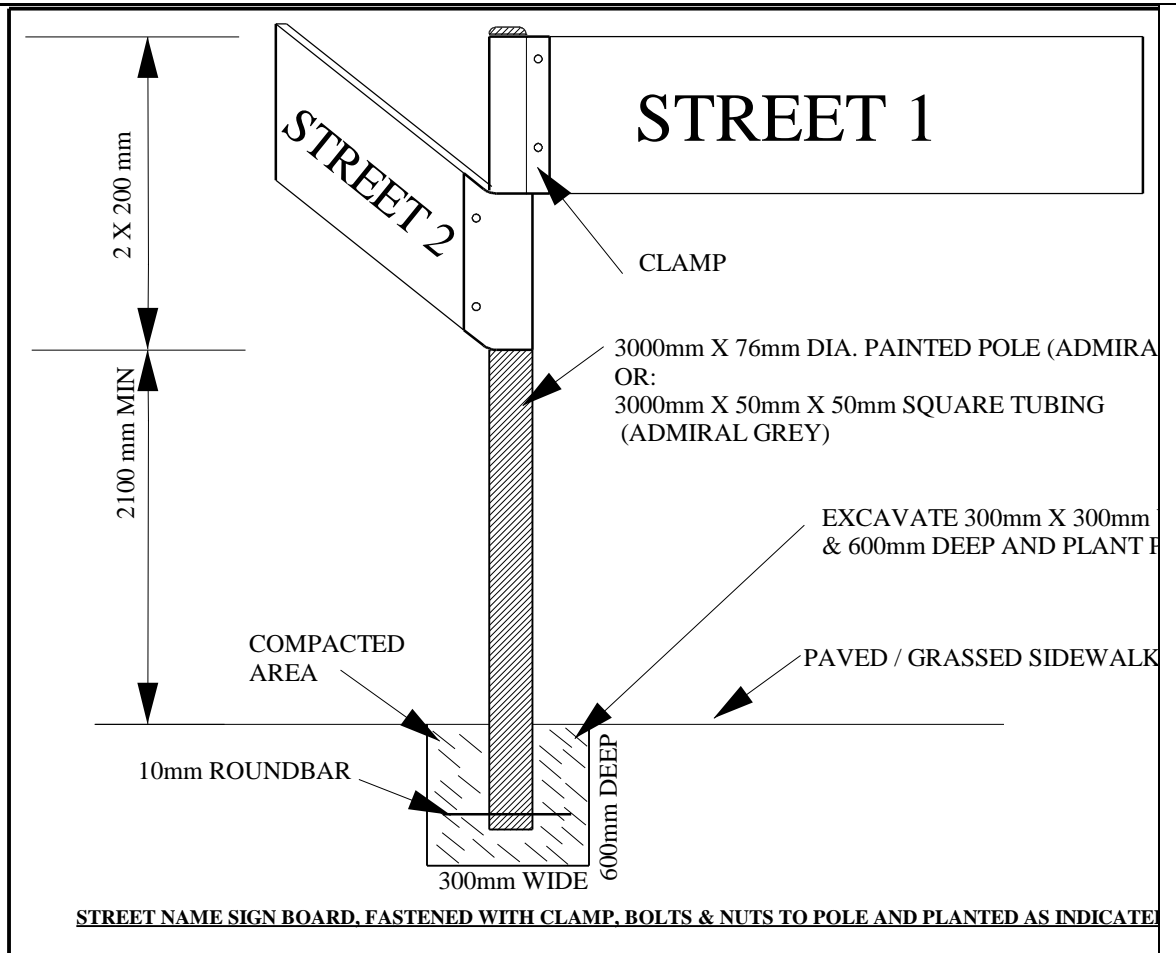 STREET 1
STREET 2
2 X 200 mm
CLAMP
3000mm X 76mm DIA. PAINTED POLE (ADMIRA
OR:
3000mm X 50mm X 50mm SQUARE TUBING
(ADMIRAL GREY)
2100 mm MIN
EXCAVATE 300mm X 300mm
& 600mm DEEP AND PLANT
COMPACTED
AREA
PAVED / GRASSED SIDEWALK
10mm ROUNDBAR
600mm DEEP
300mm WIDE
STREET NAME SIGN BOARD, FASTENED WITH CLAMP, BOLTS & NUTS TO POLE AND PLANTED AS INDICATE